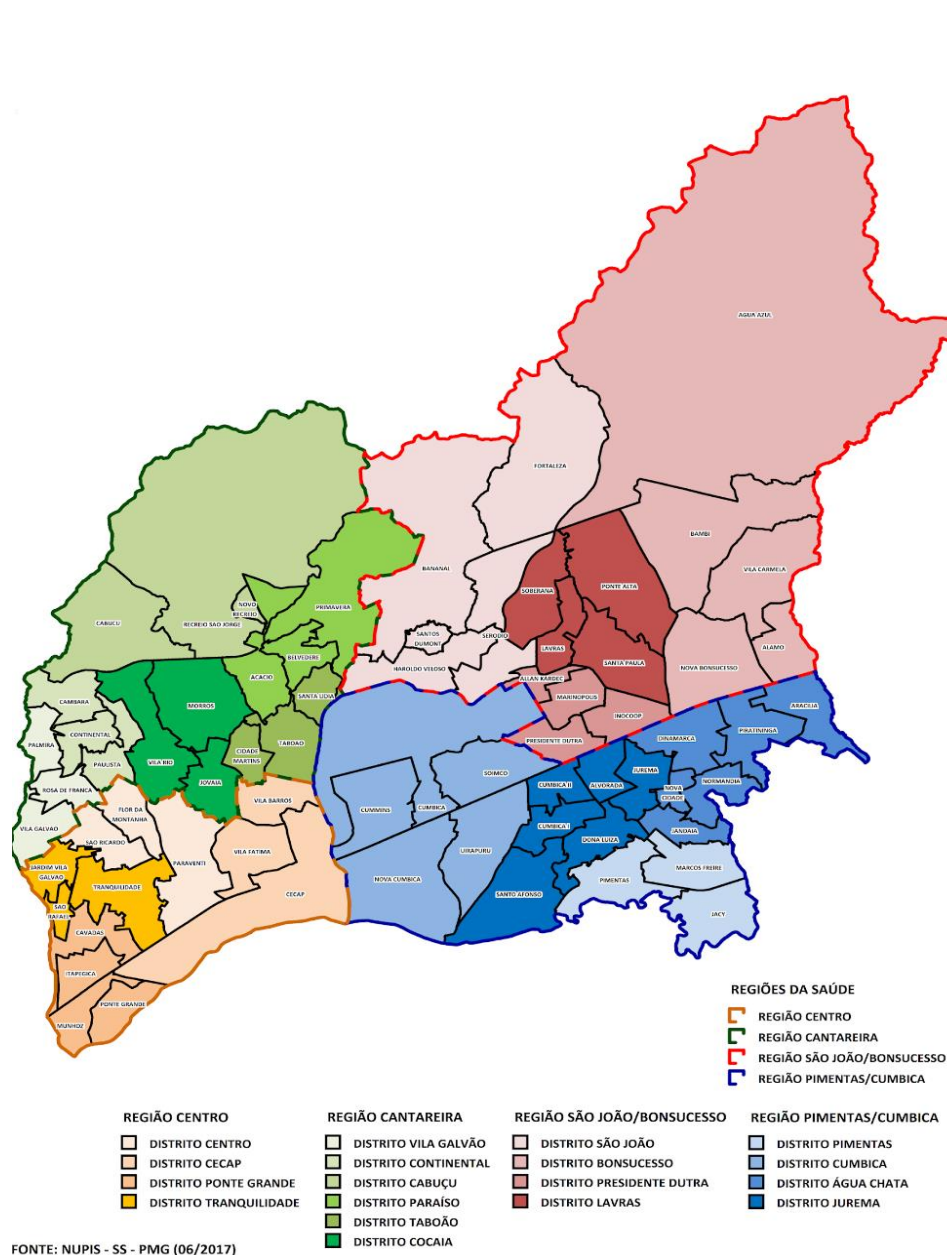 AGUA AZUL
FORTALEZA
BAMBI
VILA CARMELA
BANANAL
SOBERANA
PONTE ALTA
NOVO
RECREIO
PRIMAVERA
CABUCU
RECREIO SAO JORGE
SANTOS
DUMONT
SERODIO
LAVRAS
ALAMO
BELVEDERE
HAROLDO VELOSO
SANTA PAULA
NOVA BONSUCESSO
ACACIO
ALLAN KARDEC
SANTA LIDIA
MARINOPOLIS
CAMBARA
MORROS
ARACILIA
INOCOOP
CONTINENTAL
PIRATININGA
PALMIRA
PRESIDENTE DUTRA
DINAMARCA
TABOAO
CIDADE
MARTINS
PAULISTA
VILA RIO
SOIMCO
JUREMA
JOVAIA
CUMBICA II
ALVORADA
NORMANDIA
NOVA
CIDADE
ROSA DE FRANCA
VILA BARROS
FLOR DA
MONTANHA
CUMMINS
CUMBICA
VILA GALVAO
CUMBICA I
JANDAIA
SAO RICARDO
DONA LUIZA
VILA FATIMA
UIRAPURU
PARAVENTI
JARDIM VILA
GALVAO
MARCOS FREIRE
NOVA CUMBICA
PIMENTAS
TRANQUILIDADE
CECAP
SANTO AFONSO
SAO
RAFAEL
JACY
CAVADAS
ITAPEGICA
PONTE GRANDE
MUNHOZ
REGIÕES DA SAÚDE
REGIÃO CENTRO
REGIÃO CANTAREIRA
REGIÃO SÃO JOÃO/BONSUCESSO
REGIÃO PIMENTAS/CUMBICA
REGIÃO CENTRO
DISTRITO CENTRO
DISTRITO CECAP
DISTRITO PONTE GRANDE
DISTRITO TRANQUILIDADE
REGIÃO CANTAREIRA
DISTRITO VILA GALVÃO
DISTRITO CONTINENTAL
DISTRITO CABUÇU
DISTRITO PARAÍSO
DISTRITO TABOÃO
DISTRITO COCAIA
REGIÃO SÃO JOÃO/BONSUCESSO
DISTRITO SÃO JOÃO
DISTRITO BONSUCESSO
DISTRITO PRESIDENTE DUTRA
DISTRITO LAVRAS
REGIÃO PIMENTAS/CUMBICA
DISTRITO PIMENTAS
DISTRITO CUMBICA
DISTRITO ÁGUA CHATA
DISTRITO JUREMA
FONTE: NUPIS - SS - PMG (06/2017)